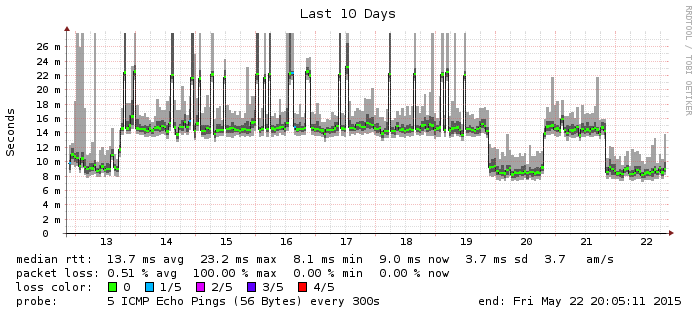 Last 10 Days
RRDTOOL / TOBI OETIKER
Seconds
26 m
24 m
22 m
20 m
18 m
16 m
14 m
12 m
10 m
8 m
6 m
4 m
2 m
0
13 14 15 16 17 18 19 20 21 22
median rtt: 13.7 ms avg 23.2 ms max 8.1 ms min 9.0 ms now 3.7 ms sd 3.7 am/s
packet loss: 0.51 % avg 100.00 % max 0.00 % min 0.00 % now
loss color: 0 1/5 2/5 3/5 4/5
probe: 5 ICMP Echo Pings (56 Bytes) every 300s end: Fri May 22 20:05:11 2015